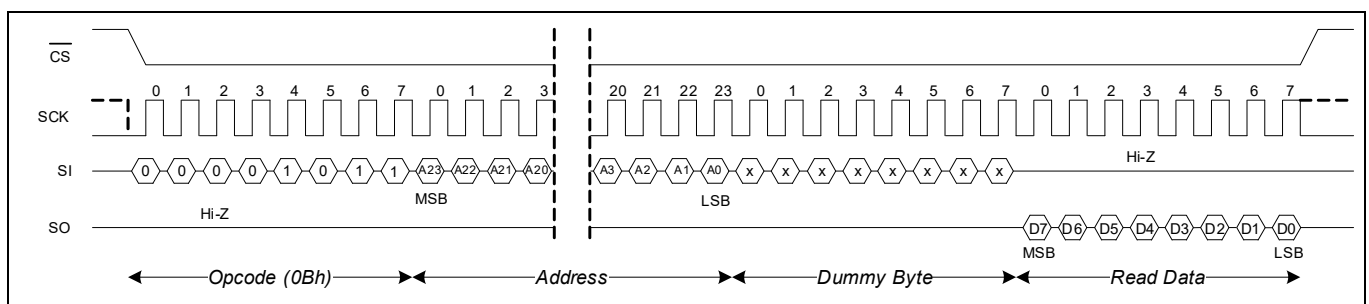 CS
0 1 2 3 4 5 6 7 0 1 2 3 20 21 22 23 0 1 2 3 4 5 6 7 0 1 2 3 4 5 6 7
SCK
Hi-Z
SI 0 0 0 0 1 0 1 1 A23 A22 A21 A20 A3 A2 A1 A0 x x x x x x x x
MSB LSB
Hi-Z
SO D7 D6 D5 D4 D3 D2 D1 D0
MSB LSB
Opcode (0Bh) Address Dummy Byte Read Data